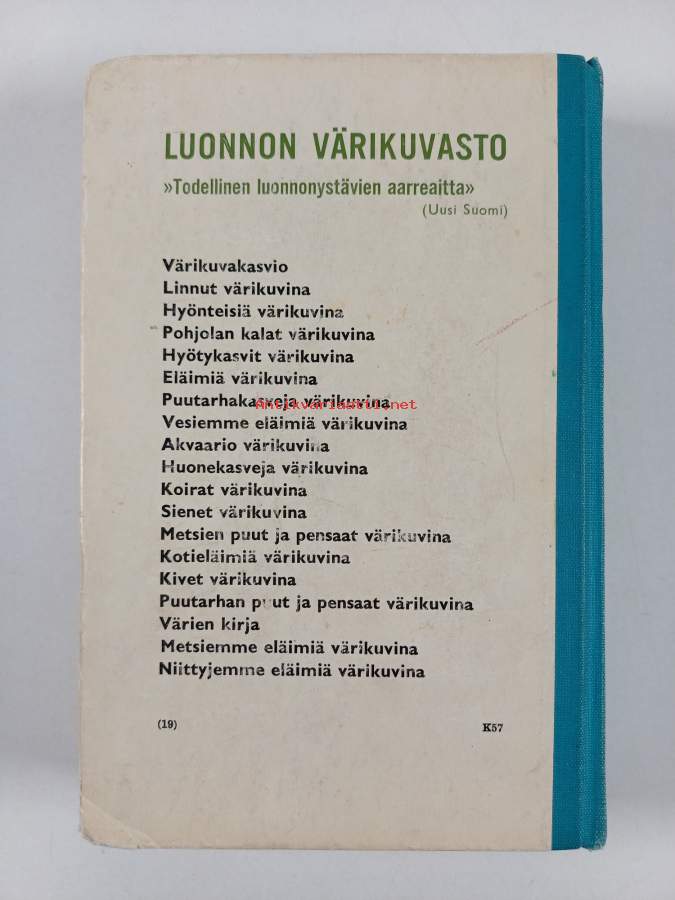 LUONNON VÄRIKUVASTO
»Todellinen luonnonystävien aarreaitta»
(Uusi Suomi)
Värikuvakasvio
Linnut värikuvina
Hyönteisiä värikuvina
Pohjolan kalat värikuvina
Hyötykasvit värikuvina
Eläimiä värikuvina
Puutarhakasveja värikuvina
Antikvariaatti.net
Vesiemme eläimiä värikuvina
Akvaario värikuvina
Huonekasveja värikuvina
Koirat värikuvina
Sienet värikuvina
Metsien puut ja pensaat värikuvina
Kotieläimiä värikuvina
Kivet värikuvina
Puutarhan puut ja pensaat värikuvina
Värien kirja
Metsiemme eläimiä värikuvina
Niittyjemme eläimiä värikuvina
(19) K57